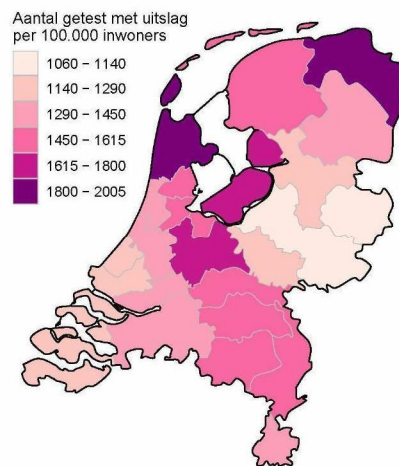 Aantal getest met uitslag
per 100.000 inwoners
1060 – 1140
1140 – 1290
1290 – 1450
1450 – 1615
1615 – 1800
1800 – 2005